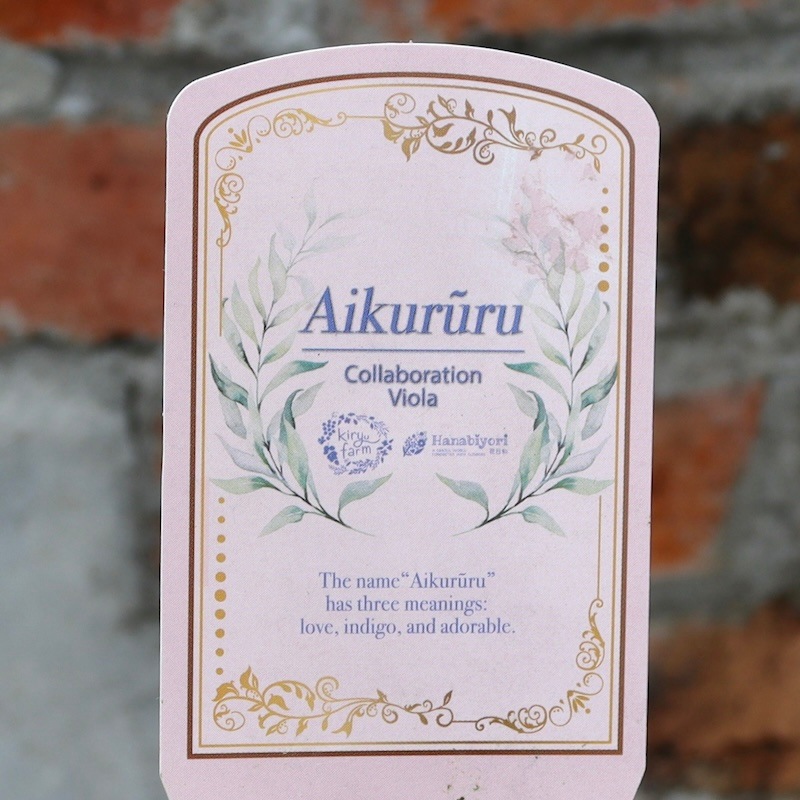 Aikurūru
Collaboration
Viola
kiryu
farm
Hanabiyori
The name “Aikurūru”
has three meanings:
love, indigo, and adorable.